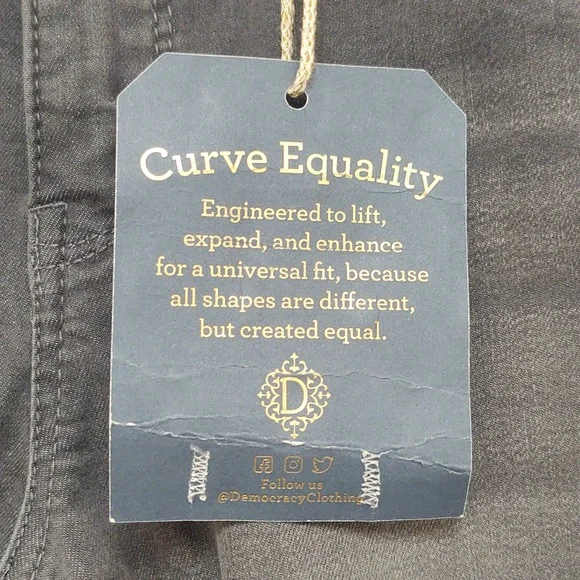 Curve Equality
Engineered to lift,
expand, and enhance
for a universal fit, because
all shapes are different,
but created equal.
D
Follow us
@DemocracyClothing